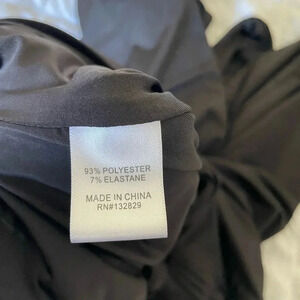 93% POLYESTER
7% ELASTANE
MADE IN CHINA
RN#132829